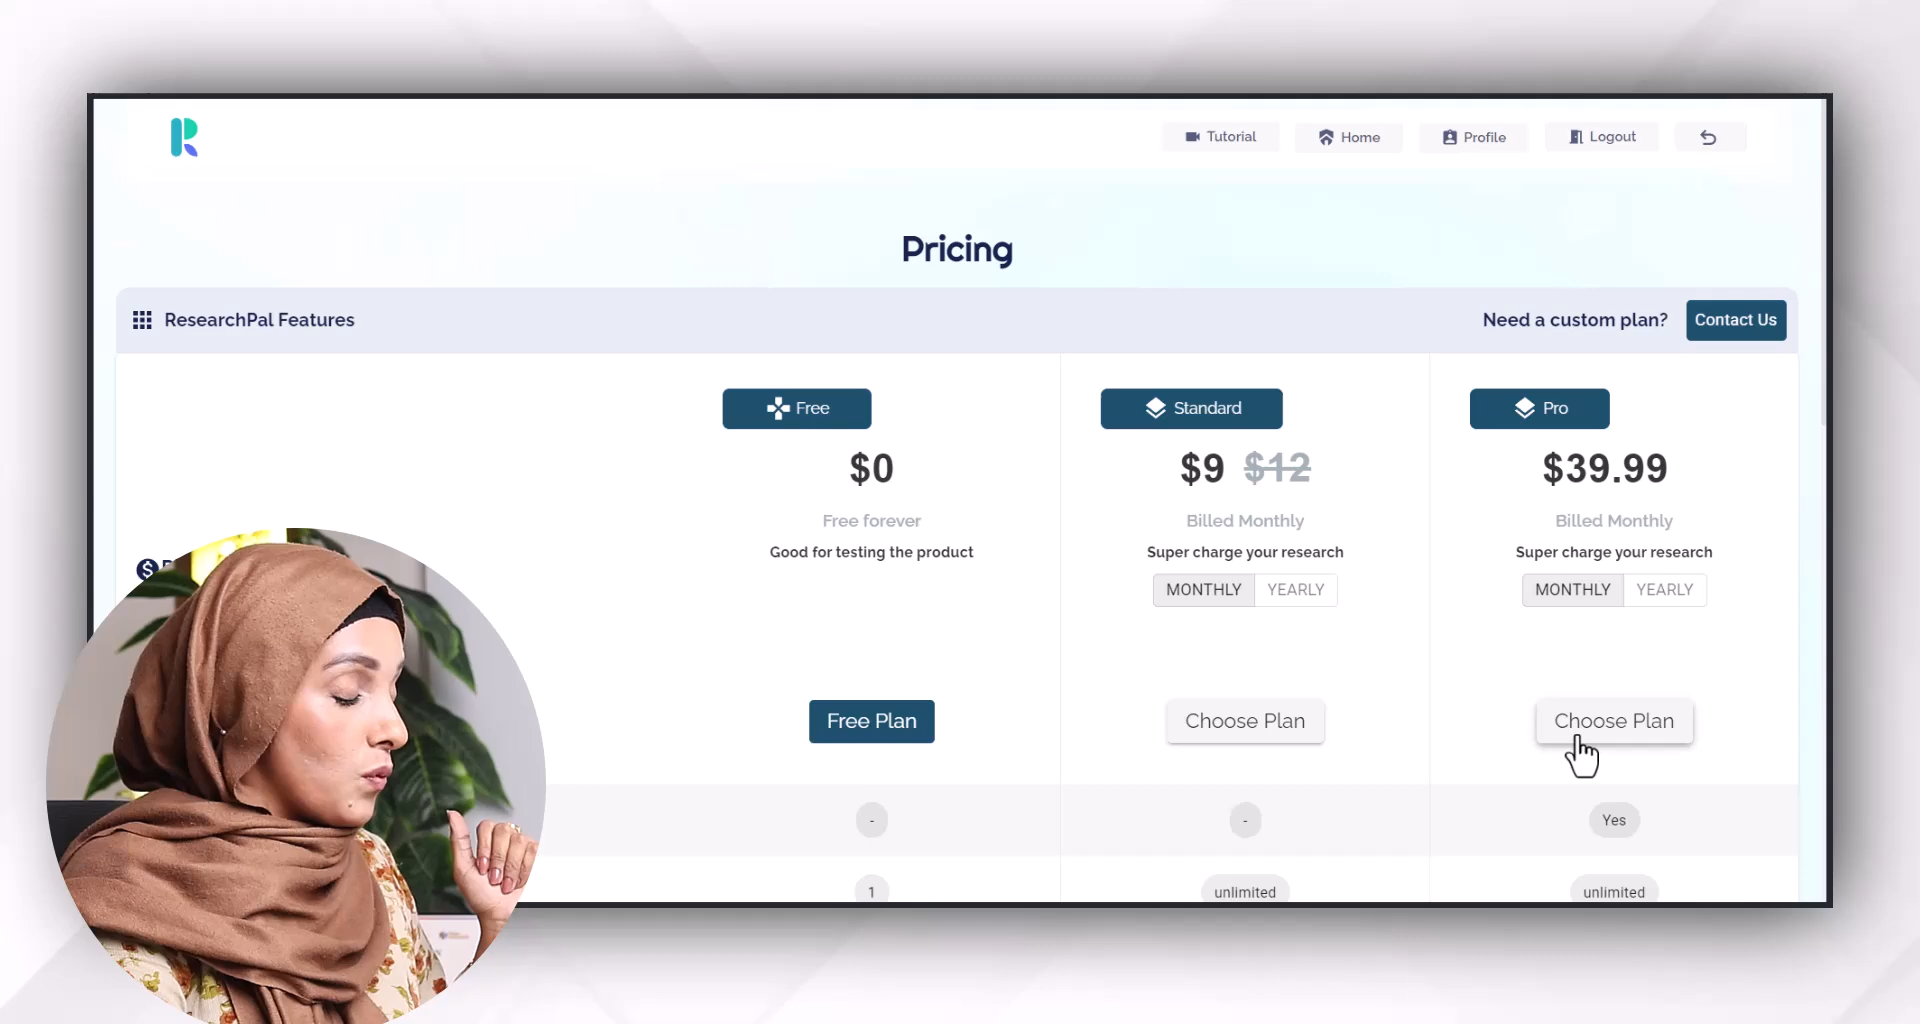 Tutorial
Home
Profile
Logout
Pricing
ResearchPal Features
Need a custom plan?
Contact Us
Free
Standard
Pro
$0
$9 $12
$39.99
Free forever
Billed Monthly
Billed Monthly
Good for testing the product
Super charge your research
Super charge your research
MONTHLY YEARLY
MONTHLY YEARLY
Free Plan
Choose Plan
Choose Plan
-
-
Yes
1
unlimited
unlimited